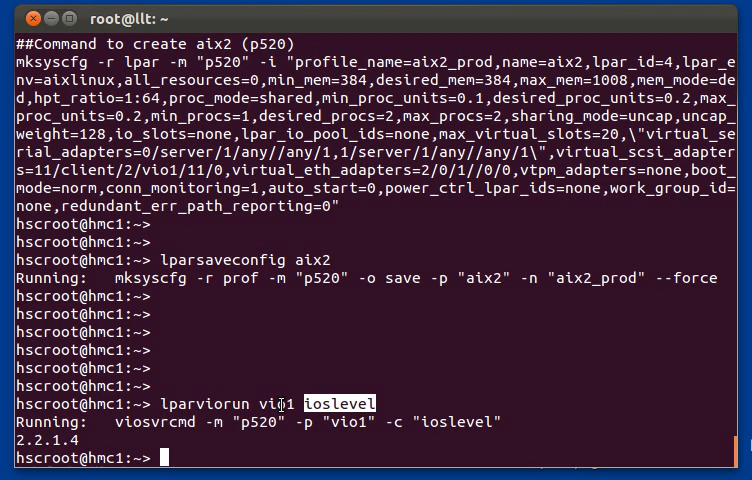 root@llt: ~
##Command to create aix2 (p520)
mksyscfg -r lpar -m "p520" -i "profile_name=aix2_prod,name=aix2,lpar_id=4,lpar_e
nv=aixlinux,all_resources=0,min_mem=384,desired_mem=384,max_mem=1008,mem_mode=de
d,hpt_ratio=1:64,proc_mode=shared,min_proc_units=0.1,desired_proc_units=0.2,max_
proc_units=0.2,min_procs=1,desired_procs=2,max_procs=2,sharing_mode=uncap,uncap_
weight=128,io_slots=none,lpar_io_pool_ids=none,max_virtual_slots=20,\"virtual_se
rial_adapters=0/server/1/any//any/1,1/server/1/any//any/1\",virtual_scsi_adapter
s=11/client/2/vio1/11/0,virtual_eth_adapters=2/0/1//0/0,vtpm_adapters=none,boot_
mode=norm,conn_monitoring=1,auto_start=0,power_ctrl_lpar_ids=none,work_group_id=
none,redundant_err_path_reporting=0"
hscroot@hmc1:~>
hscroot@hmc1:~>
hscroot@hmc1:~> lparsaveconfig aix2
Running:   mksyscfg -r prof -m "p520" -o save -p "aix2" -n "aix2_prod" --force
hscroot@hmc1:~>
hscroot@hmc1:~>
hscroot@hmc1:~>
hscroot@hmc1:~>
hscroot@hmc1:~>
hscroot@hmc1:~>
hscroot@hmc1:~> lparviorun vio1 ioslevel
Running:   viosvrcmd -m "p520" -p "vio1" -c "ioslevel"
2.2.1.4
hscroot@hmc1:~>